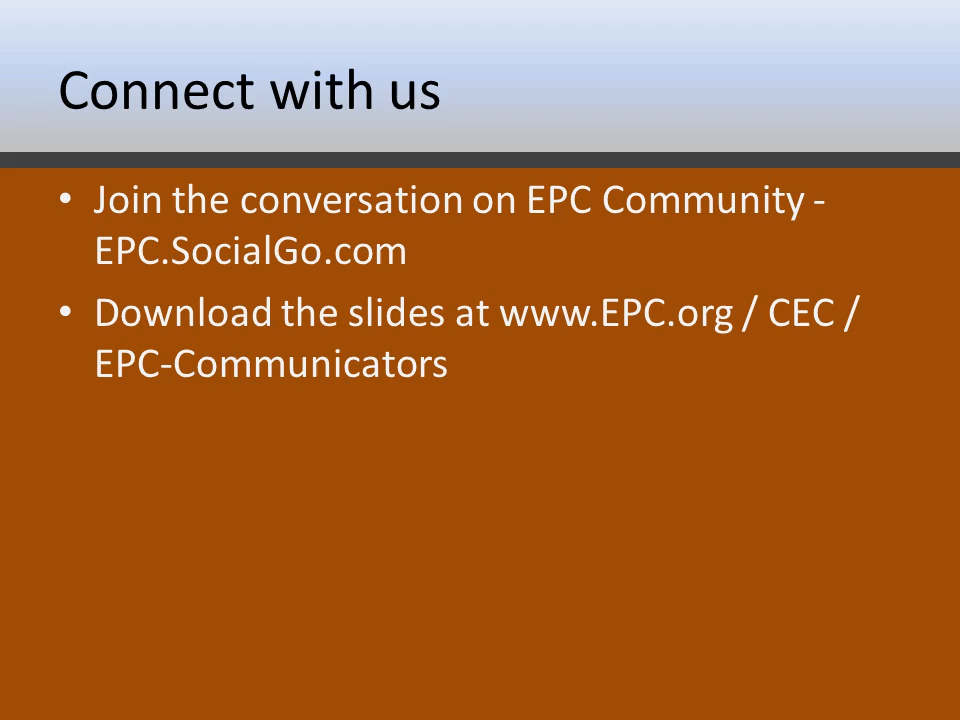 Connect with us
• Join the conversation on EPC Community -
EPC.SocialGo.com
• Download the slides at www.EPC.org / CEC /
EPC-Communicators